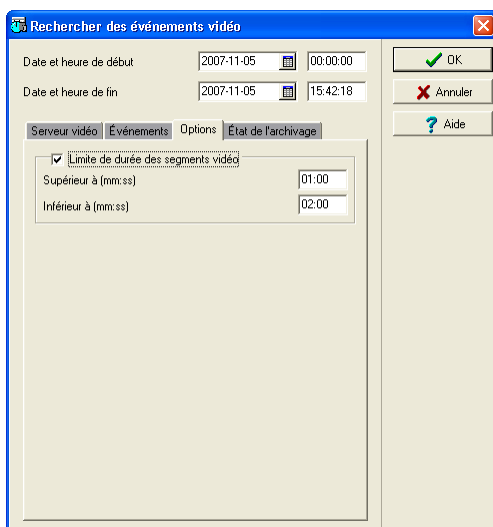 Rechercher des événements vidéo
Date et heure de début 2007-11-05 00:00:00
Date et heure de fin 2007-11-05 15:42:18
OK
Annuler
Aide
Serveur vidéo Événements Options État de l'archivage
Limite de durée des segments vidéo
Supérieur à (mm:ss) 01:00
Inférieur à (mm:ss) 02:00